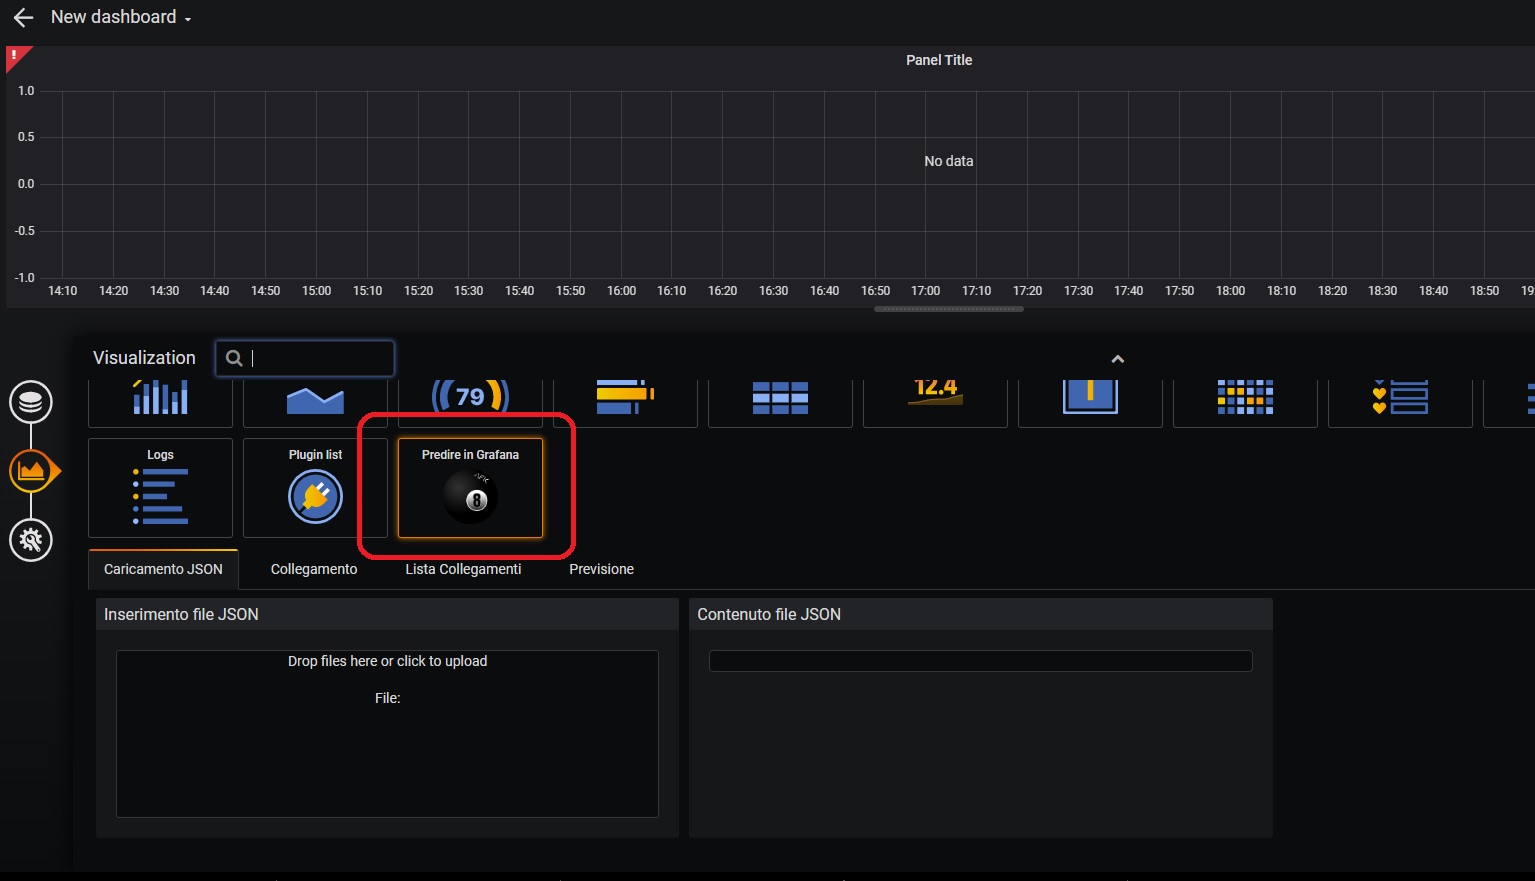 New dashboard
!
Panel Title
1.0
0.5
0.0
-0.5
-1.0
No data
14:10 14:20 14:30 14:40 14:50 15:00 15:10 15:20 15:30 15:40 15:50 16:00 16:10 16:20 16:30 16:40 16:50 17:00 17:10 17:20 17:30 17:40 17:50 18:00 18:10 18:20 18:30 18:40 18:50 19
Visualization
79 12.4
Logs Plugin list Predire in Grafana
AFK
8
Caricamento JSON Collegamento Lista Collegamenti Previsione
Inserimento file JSON Contenuto file JSON
Drop files here or click to upload
File: